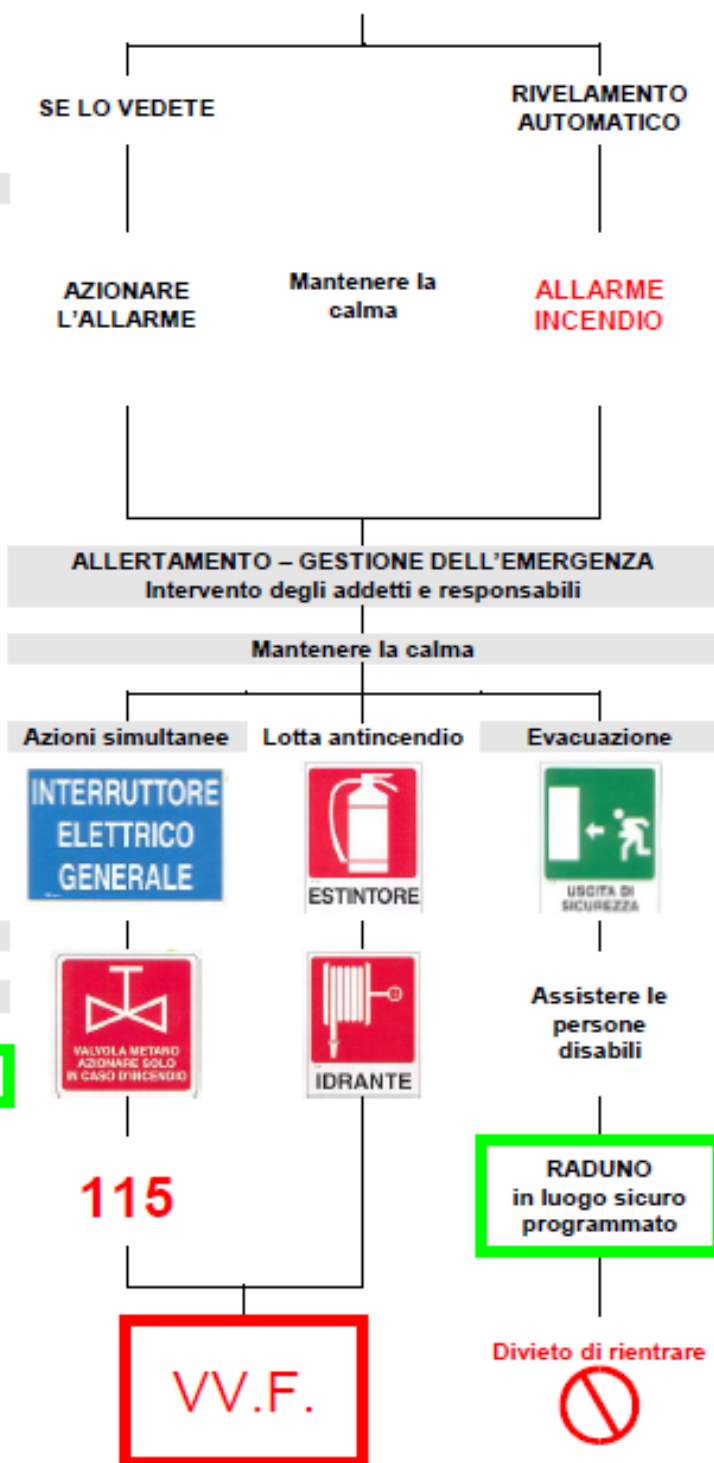 SE LO VEDETE
RIVELAMENTO
AUTOMATICO
AZIONARE
L'ALLARME
Mantenere la
calma
ALLARME
INCENDIO
ALLERTAMENTO – GESTIONE DELL'EMERGENZA
Intervento degli addetti e responsabili
Mantenere la calma
Azioni simultanee
Lotta antincendio
Evacuazione
INTERRUTTORE
ELETTRICO
GENERALE
ESTINTORE
USCITA DI
SICUREZZA
VALVOLA METANO
AZIONARE SOLO
IN CASO D'INCENDIO
IDRANTE
Assistere le
persone
disabili
115
RADUNO
in luogo sicuro
programmato
VV.F.
Divieto di rientrare